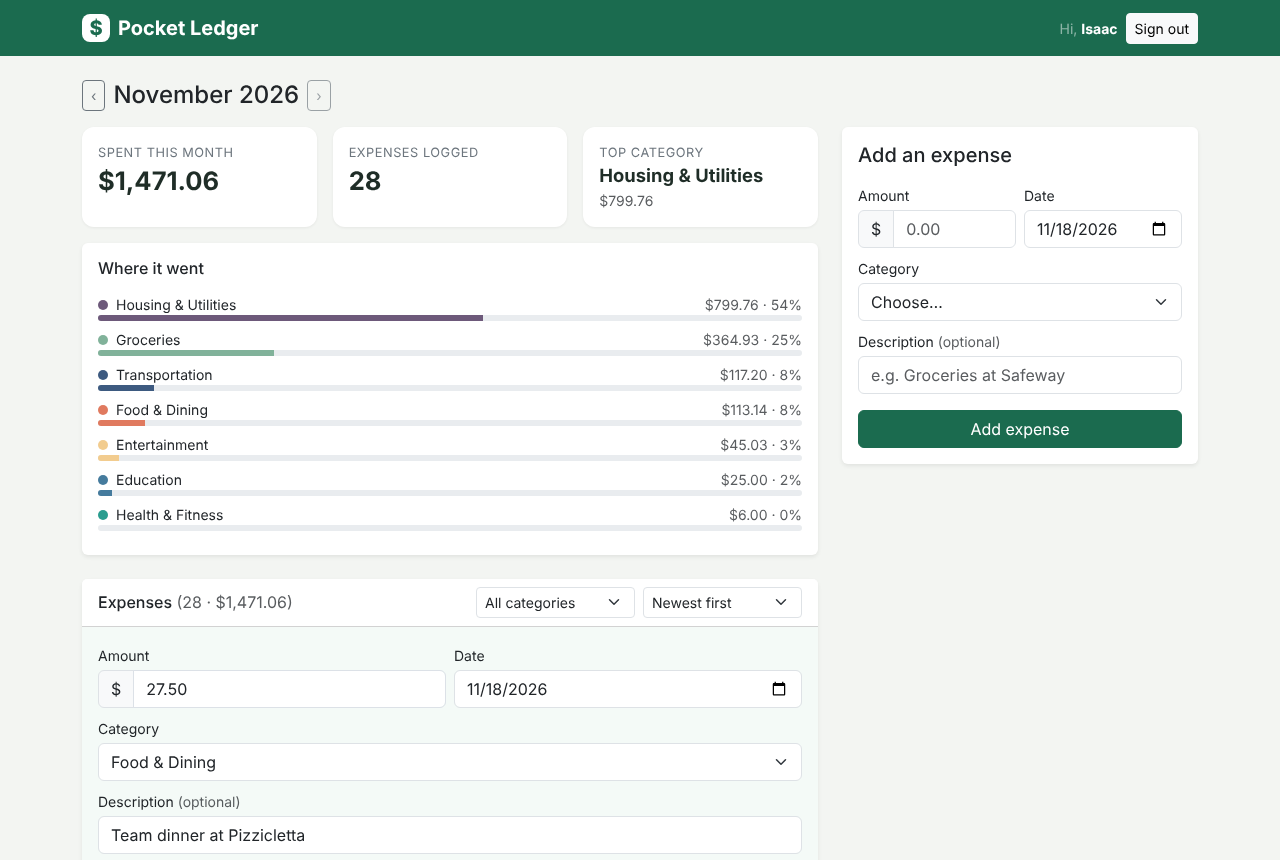 $ Pocket Ledger
Hi, Isaac Sign out
‹ November 2026 ›
SPENT THIS MONTH
$1,471.06
EXPENSES LOGGED
28
TOP CATEGORY
Housing & Utilities
$799.76
Where it went
Housing & Utilities $799.76 · 54%
Groceries $364.93 · 25%
Transportation $117.20 · 8%
Food & Dining $113.14 · 8%
Entertainment $45.03 · 3%
Education $25.00 · 2%
Health & Fitness $6.00 · 0%
Expenses (28 · $1,471.06) All categories Newest first
Amount Date
$ 27.50 11/18/2026
Category
Food & Dining
Description (optional)
Team dinner at Pizzicletta
Add an expense
Amount Date
$ 0.00 11/18/2026
Category
Choose...
Description (optional)
e.g. Groceries at Safeway
Add expense